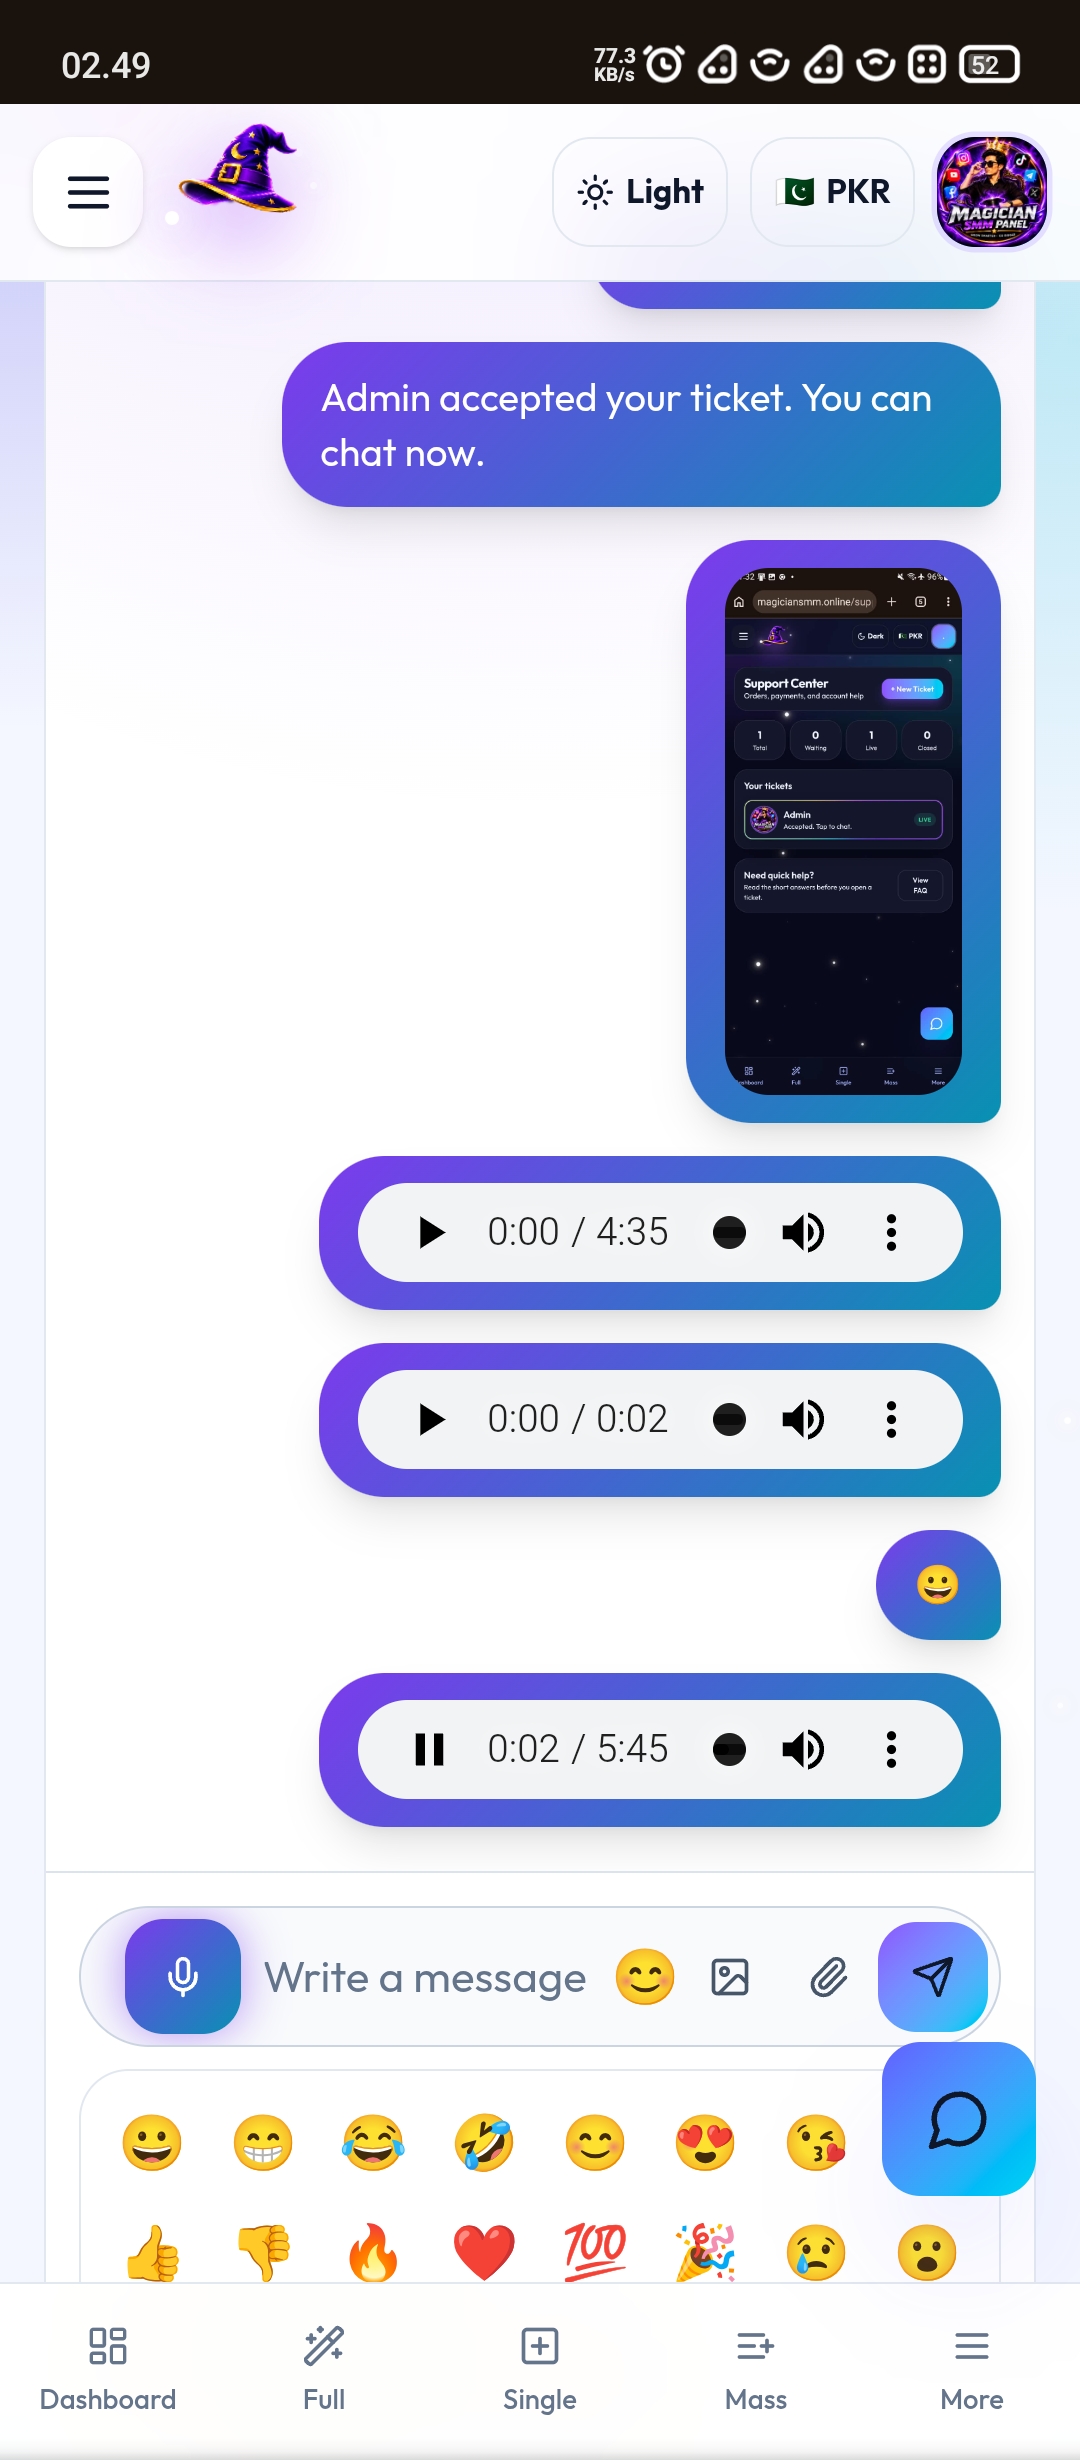 02.49
77.3
KB/s
52
Light
PKR
MAGICIAN
SMM PANEL
Admin accepted your ticket. You can
chat now.
:32
96%
magiciansmm.online/sup
5
Dark
PKR
Support Center
Orders, payments, and account help
+ New Ticket
1
0
1
0
Total
Waiting
Live
Closed
Your tickets
Admin
Accepted. Tap to chat.
LIVE
Need quick help?
Read the short answers before you open a
ticket.
View
FAQ
Full
Single
Mass
More
0:00 / 4:35
0:00 / 0:02
0:02 / 5:45
Write a message
Dashboard
Full
Single
Mass
More